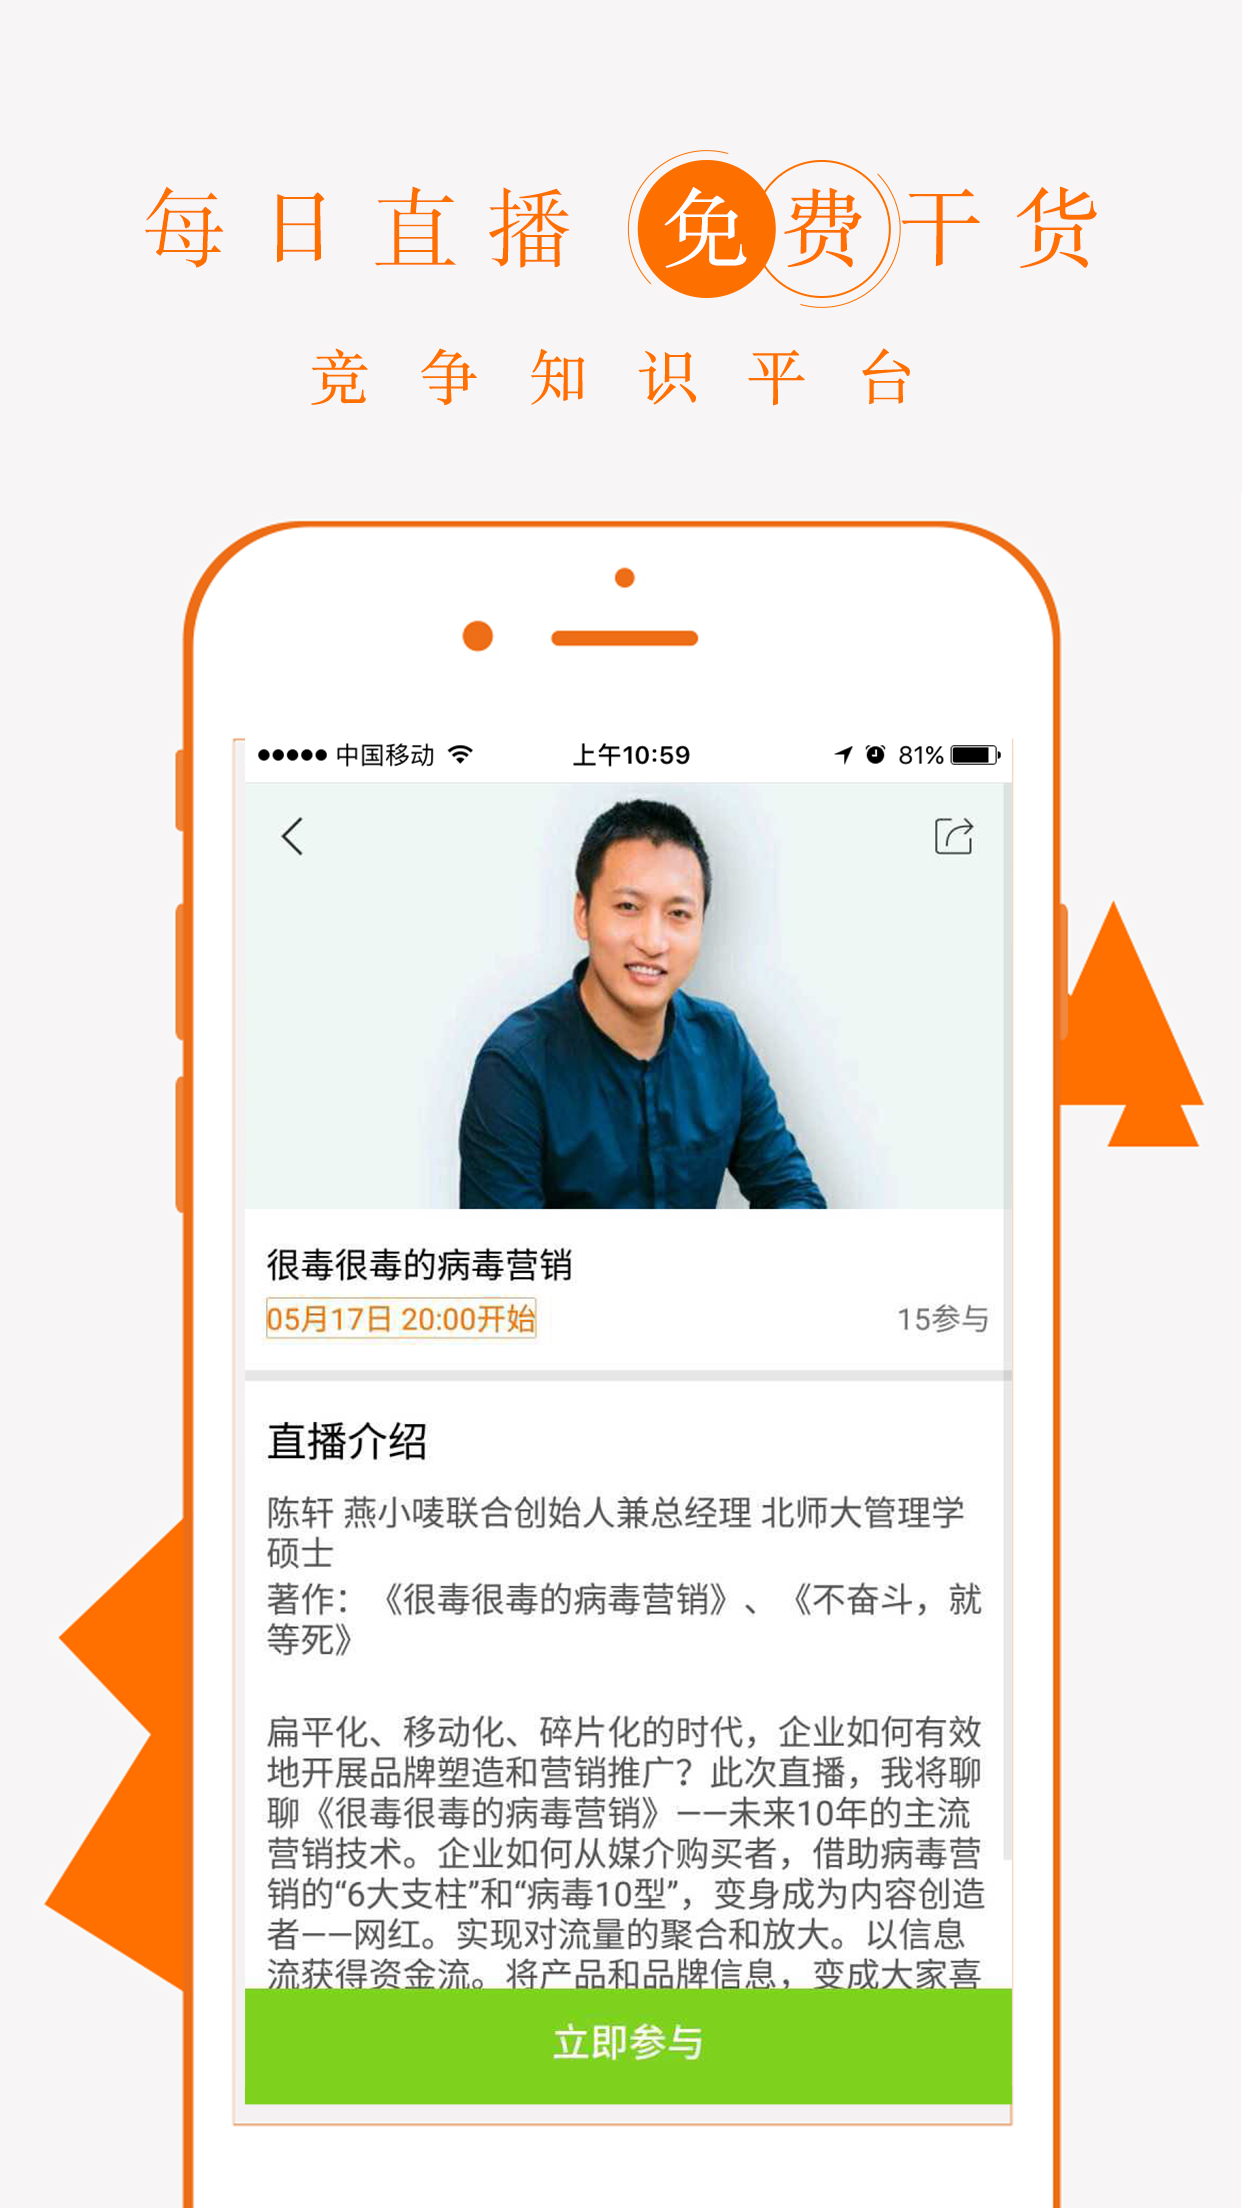 每日直播 免费干货
竞争知识平台
中国移动 上午10:59 81%
很毒很毒的病毒营销
05月17日 20:00开始 15参与
直播介绍
陈轩 燕小唛联合创始人兼总经理 北师大管理学
硕士
著作：《很毒很毒的病毒营销》、《不奋斗，就
等死》
扁平化、移动化、碎片化的时代，企业如何有效
地开展品牌塑造和营销推广？此次直播，我将聊
聊《很毒很毒的病毒营销》——未来10年的主流
营销技术。企业如何从媒介购买者，借助病毒营
销的“6大支柱”和“病毒10型”，变身成为内容创造
者——网红。实现对流量的聚合和放大。以信息
流获得资金流。将产品和品牌信息，变成大家喜
立即参与